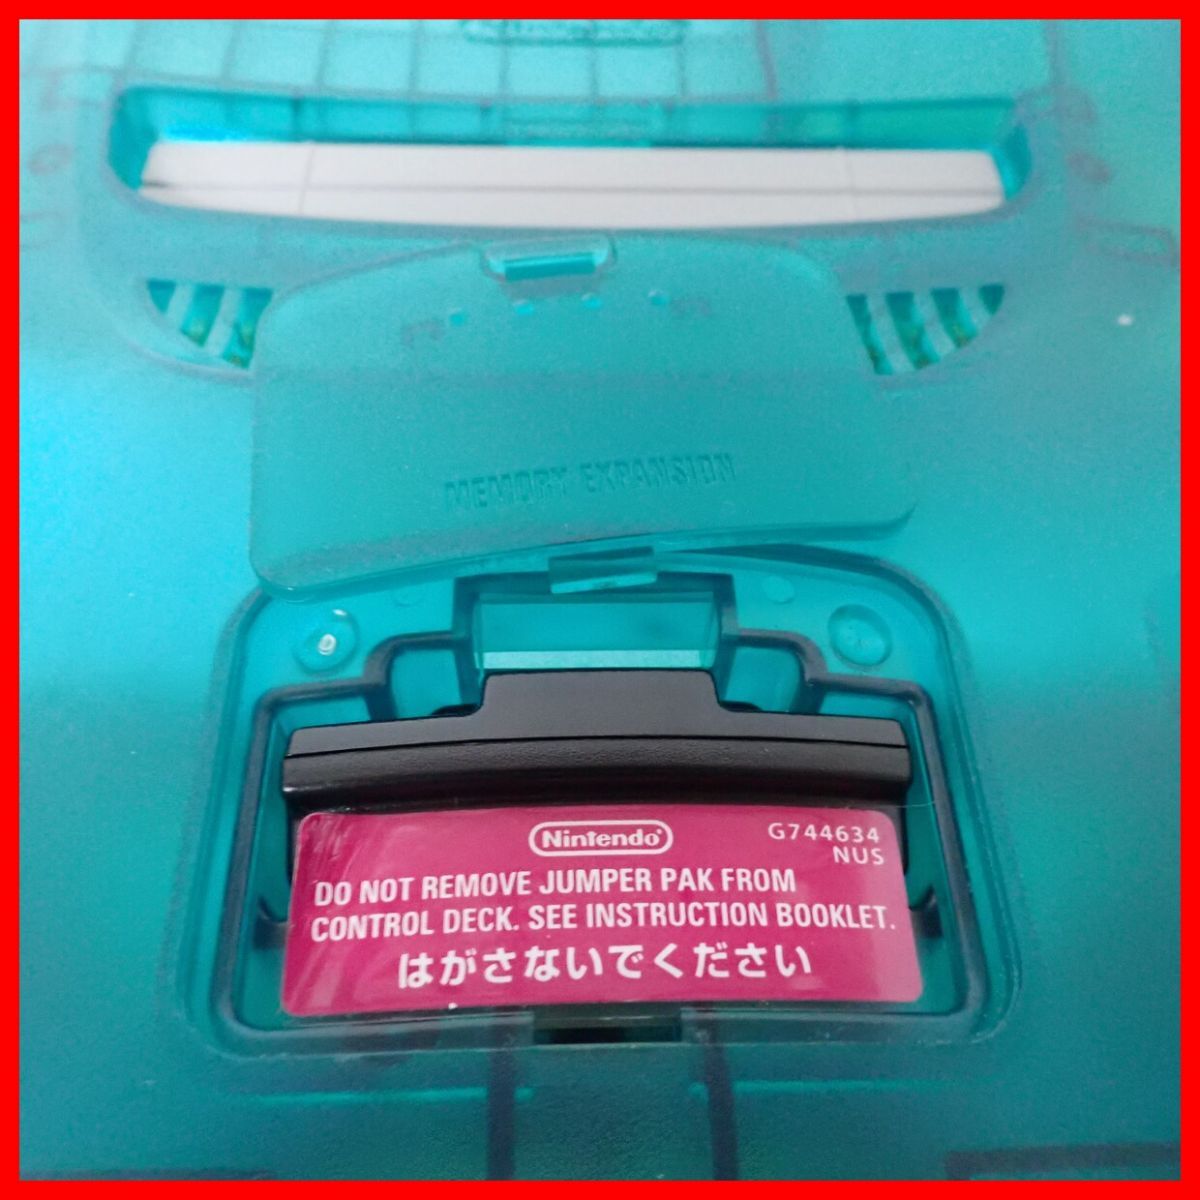 MEMORY EXPANSION
Nintendo
G744634
NUS
DO NOT REMOVE JUMPER PAK FROM
CONTROL DECK. SEE INSTRUCTION BOOKLET.
はがさないでください